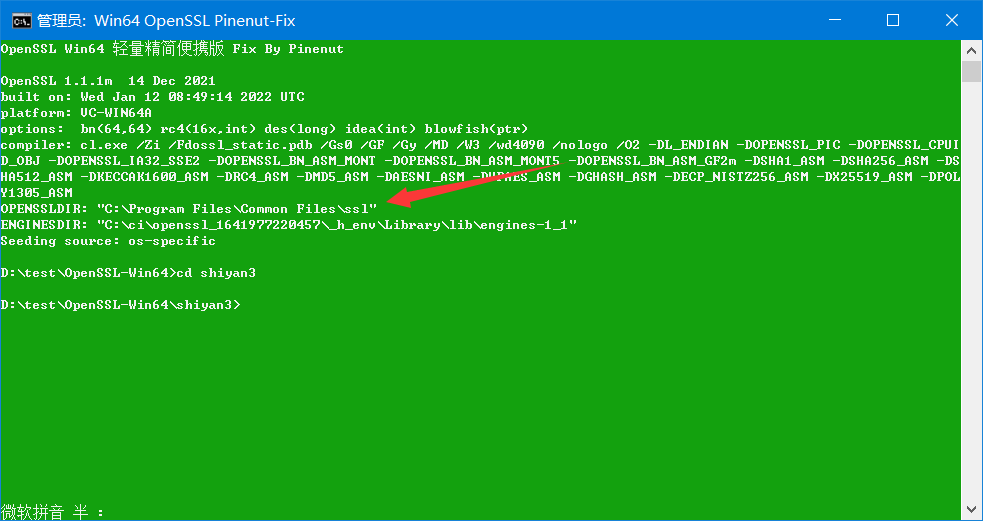 管理员: Win64 OpenSSL Pinenut-Fix
OpenSSL Win64 轻量精简便携版 Fix By Pinenut
OpenSSL 1.1.1m  14 Dec 2021
built on: Wed Jan 12 08:49:14 2022 UTC
platform: VC-WIN64A
options:  bn(64,64) rc4(16x,int) des(long) idea(int) blowfish(ptr)
compiler: cl.exe /Zi /Fdossl_static.pdb /Gs0 /GF /Gy /MD /W3 /wd4090 /nologo /O2 -DL_ENDIAN -DOPENSSL_PIC -DOPENSSL_CPUI
D_OBJ -DOPENSSL_IA32_SSE2 -DOPENSSL_BN_ASM_MONT -DOPENSSL_BN_ASM_MONT5 -DOPENSSL_BN_ASM_GF2m -DSHA1_ASM -DSHA256_ASM -DS
HA512_ASM -DKECCAK1600_ASM -DRC4_ASM -DMD5_ASM -DAESNI_ASM -DVPAES_ASM -DGHASH_ASM -DECP_NISTZ256_ASM -DX25519_ASM -DPOL
Y1305_ASM
OPENSSLDIR: "C:\Program Files\Common Files\ssl"
ENGINESDIR: "C:\ci\openssl_1641977220457\_h_env\Library\lib\engines-1_1"
Seeding source: os-specific
D:\test\OpenSSL-Win64>cd shiyan3
D:\test\OpenSSL-Win64\shiyan3>
微软拼音 半 :